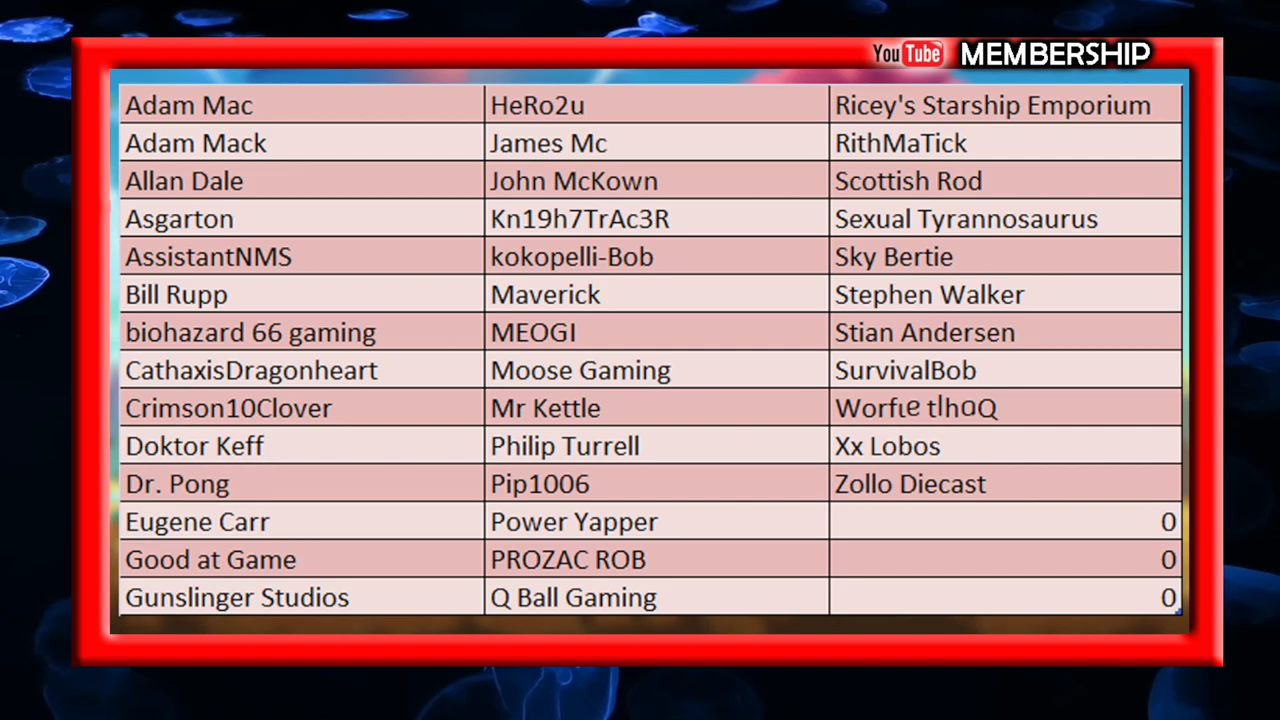 YouTube MEMBERSHIP
Adam Mac HeRo2u Ricey's Starship Emporium
Adam Mack James Mc RithMaTick
Allan Dale John McKown Scottish Rod
Asgarton Kn19h7TrAc3R Sexual Tyrannosaurus
AssistantNMS kokopelli-Bob Sky Bertie
Bill Rupp Maverick Stephen Walker
biohazard 66 gaming MEOGI Stian Andersen
CathaxisDragonheart Moose Gaming SurvivalBob
Crimson10Clover Mr Kettle
Doktor Keff Philip Turrell Xx Lobos
Dr. Pong Pip1006 Zollo Diecast
Eugene Carr Power Yapper 0
Good at Game PROZAC ROB 0
Gunslinger Studios Q Ball Gaming 0